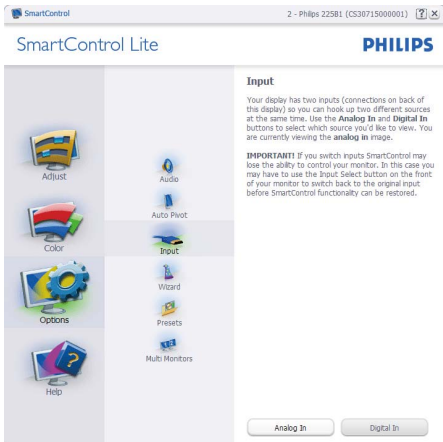 SmartControl
2 - Philips 225B1 (CS30715000001)
? X
SmartControl Lite
PHILIPS
Adjust
Color
Options
Help
Audio
Auto Pivot
Input
Wizard
Presets
Multi Monitors
Input
Your display has two inputs (connections on back of
this display) so you can hook up two different sources
at the same time. Use the Analog In and Digital In
buttons to select which source you'd like to view. You
are currently viewing the analog in image.
IMPORTANT! If you switch inputs SmartControl may
lose the ability to control your monitor. In this case you
may have to use the Input Select button on the front
of your monitor to switch back to the original input
before SmartControl functionality can be restored.
Analog In
Digital In